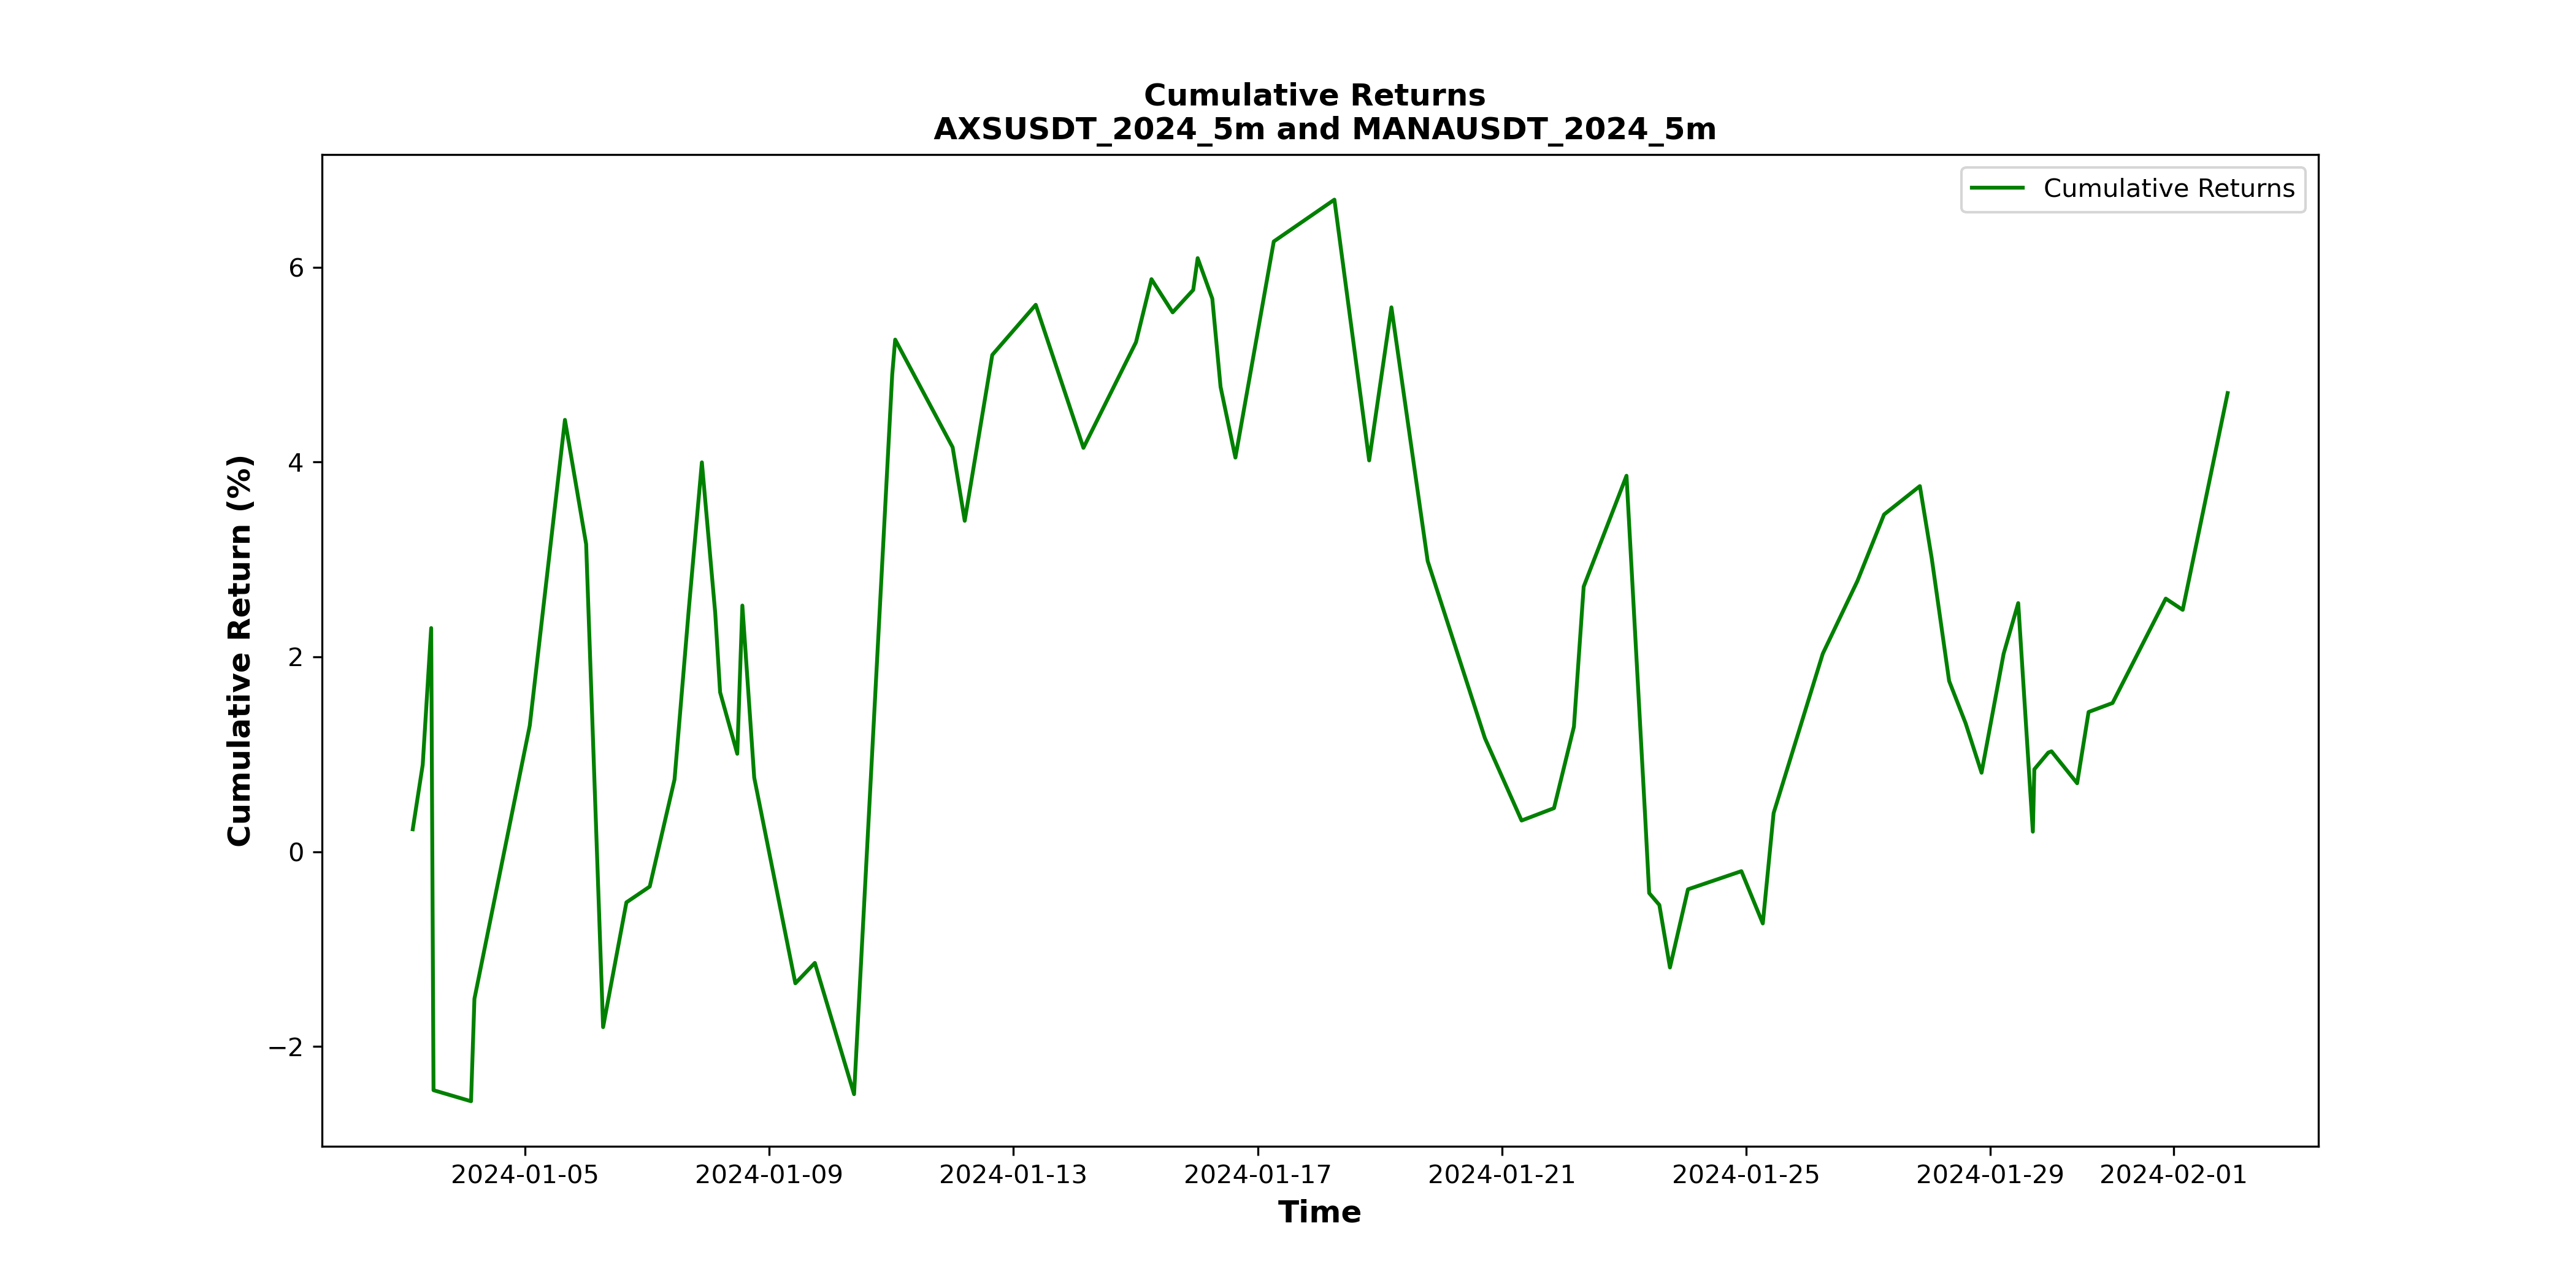 Cumulative Returns
AXSUSDT_2024_5m and MANAUSDT_2024_5m
Cumulative Returns
Cumulative Return (%)
6
4
2
0
−2
2024-01-05 2024-01-09 2024-01-13 2024-01-17 2024-01-21 2024-01-25 2024-01-29 2024-02-01
Time